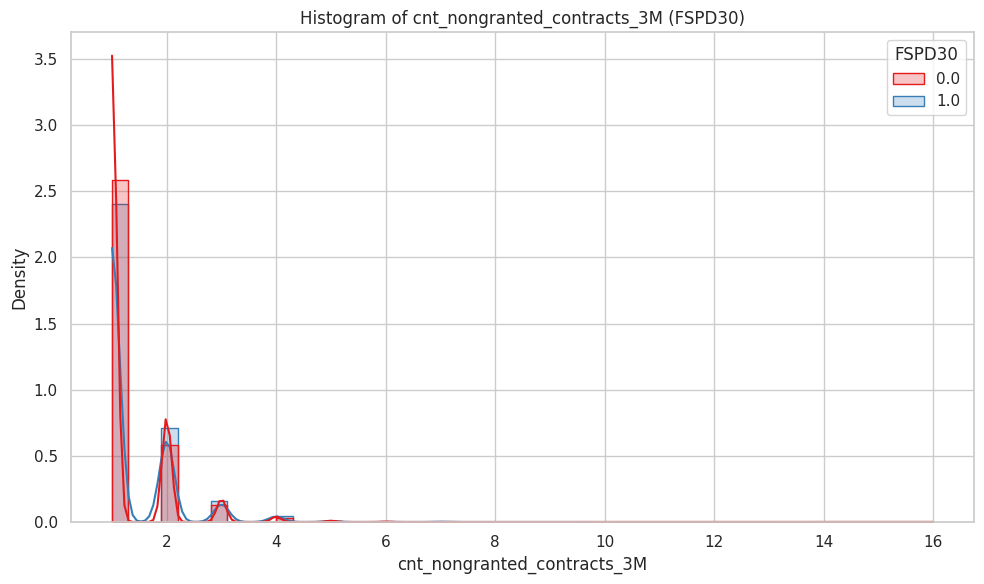 Histogram of cnt_nongranted_contracts_3M (FSPD30)
FSPD30
0.0
1.0
Density
3.5
3.0
2.5
2.0
1.5
1.0
0.5
0.0
2 4 6 8 10 12 14 16
cnt_nongranted_contracts_3M